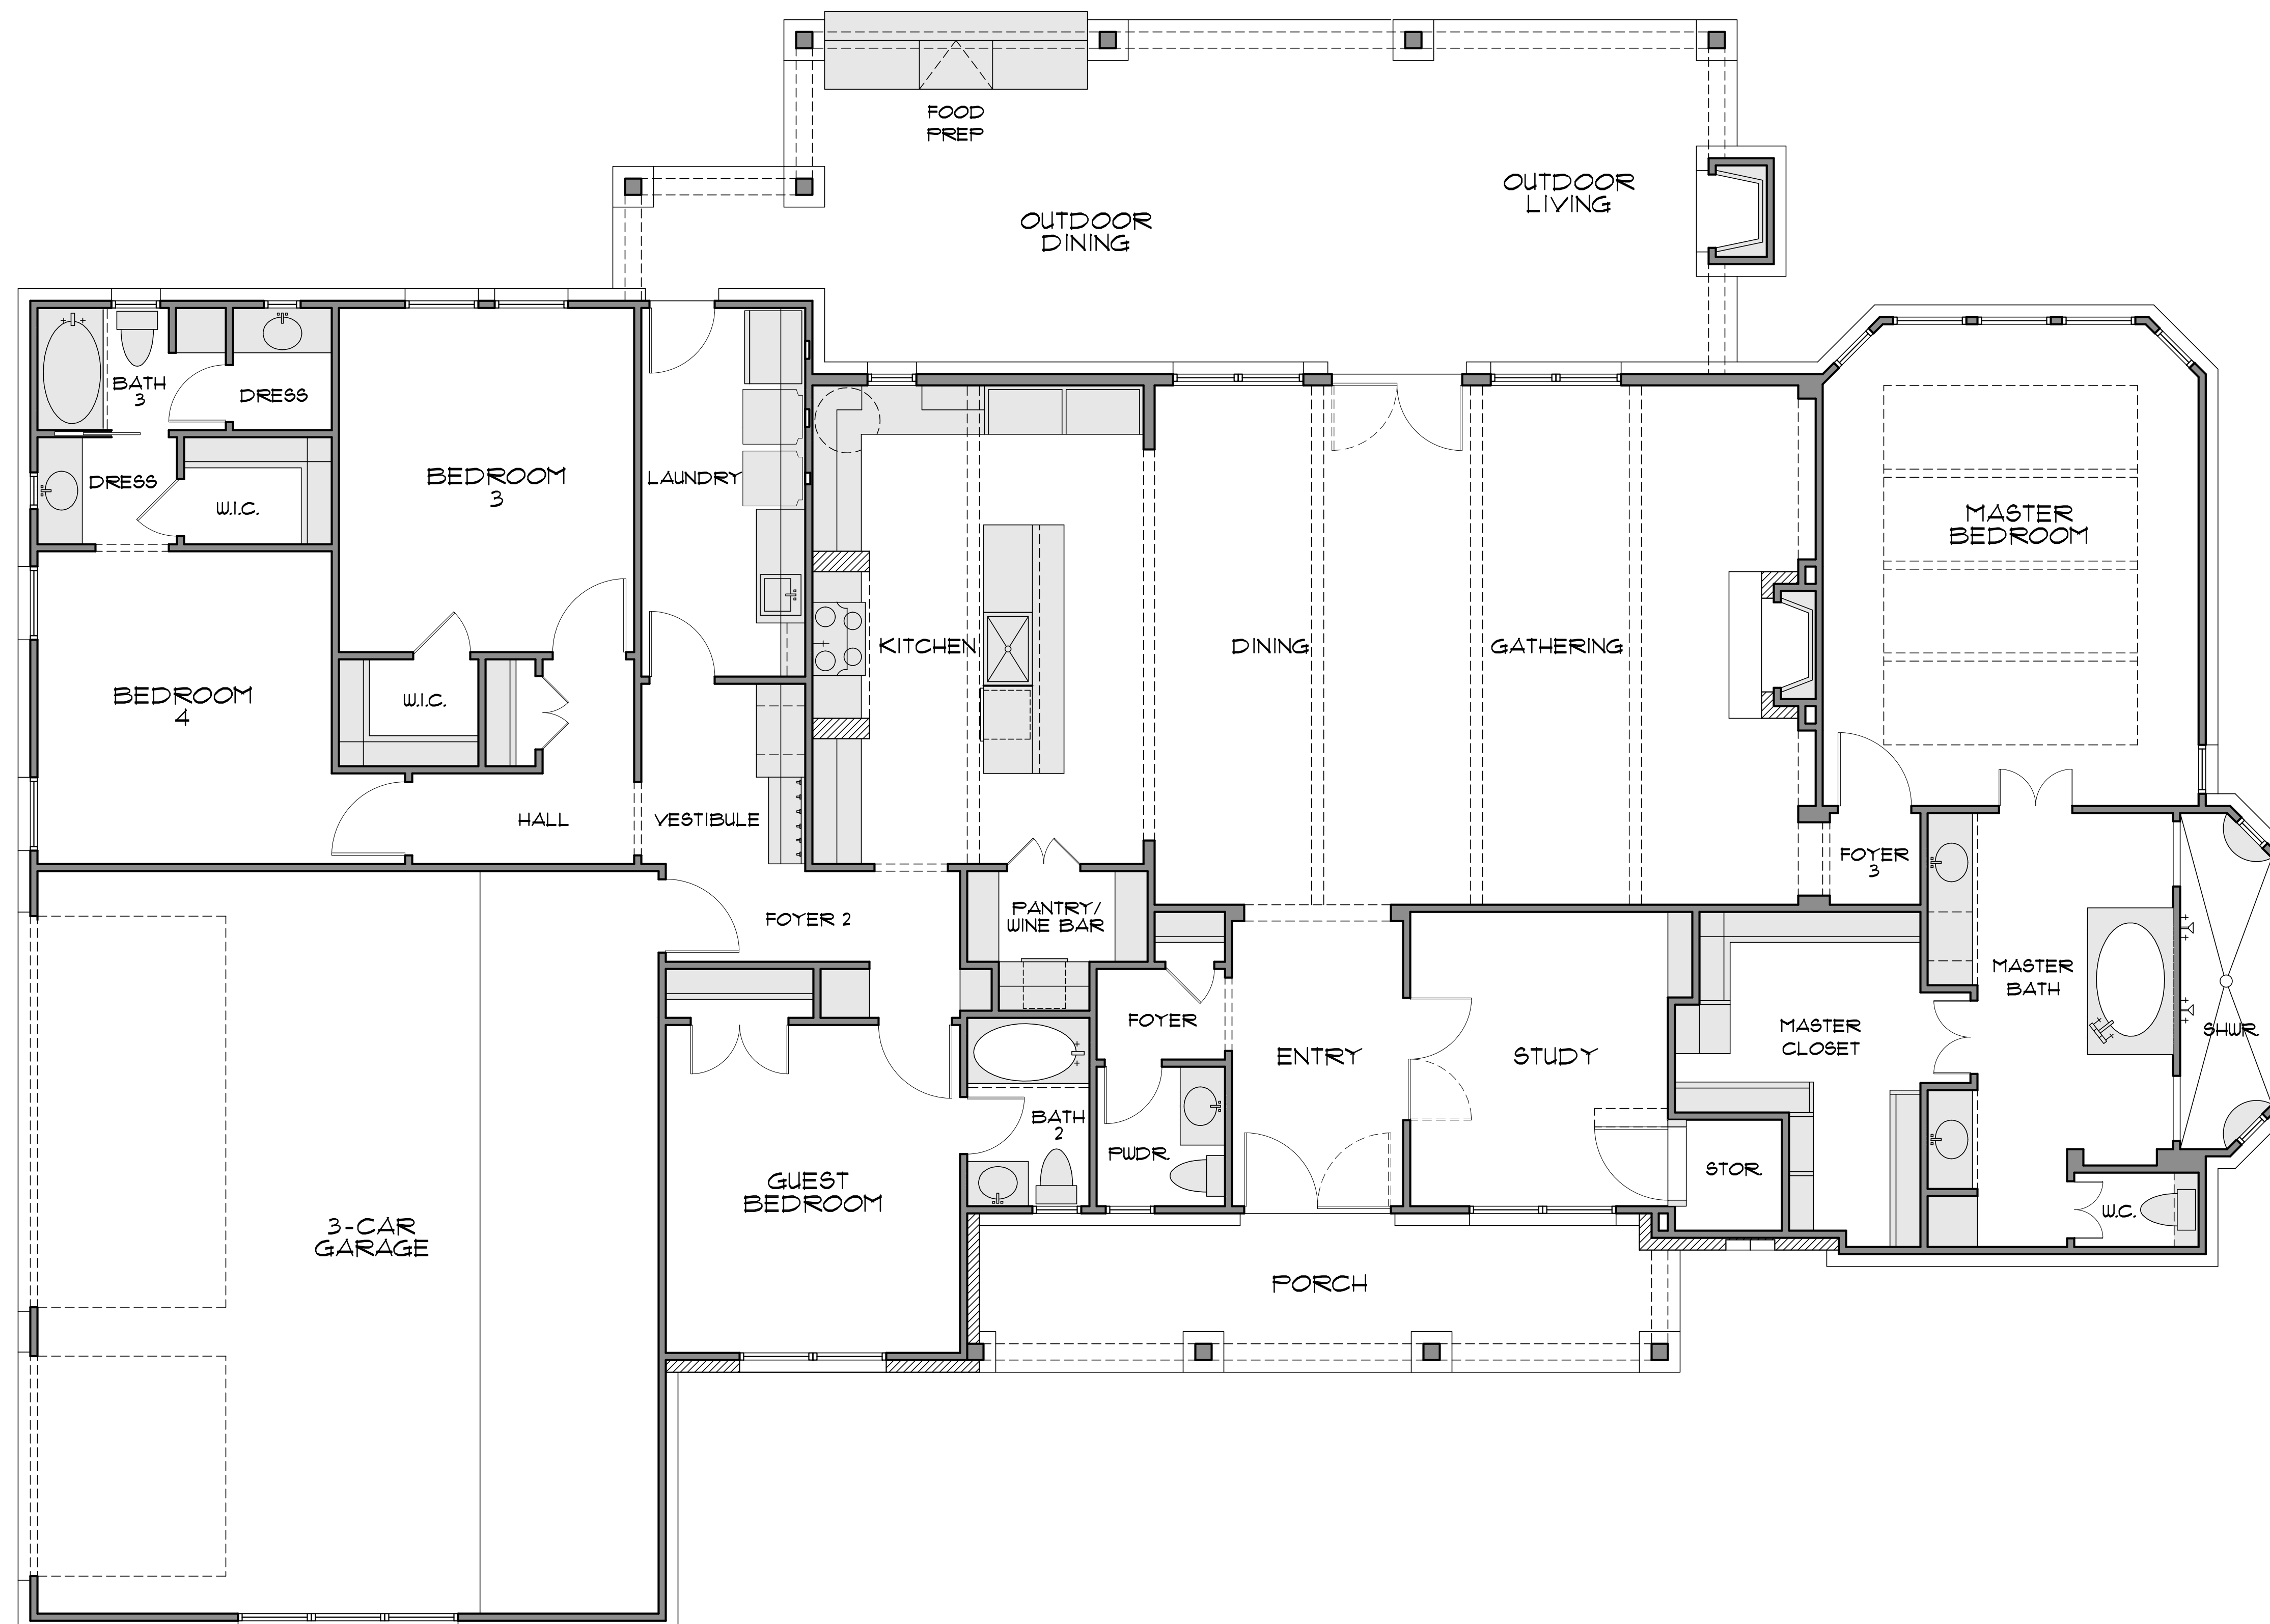 FOOD
PREP
OUTDOOR
LIVING
OUTDOOR
DINING
BATH
3
DRESS
DRESS
W.I.C.
BEDROOM
3
LAUNDRY
MASTER
BEDROOM
KITCHEN
DINING
GATHERING
BEDROOM
4
W.I.C.
HALL
VESTIBULE
FOYER
3
FOYER 2
PANTRY/
WINE BAR
MASTER
BATH
FOYER
ENTRY
STUDY
MASTER
CLOSET
SHWR.
BATH
2
PWDR.
STOR.
GUEST
BEDROOM
W.C.
3-CAR
GARAGE
PORCH